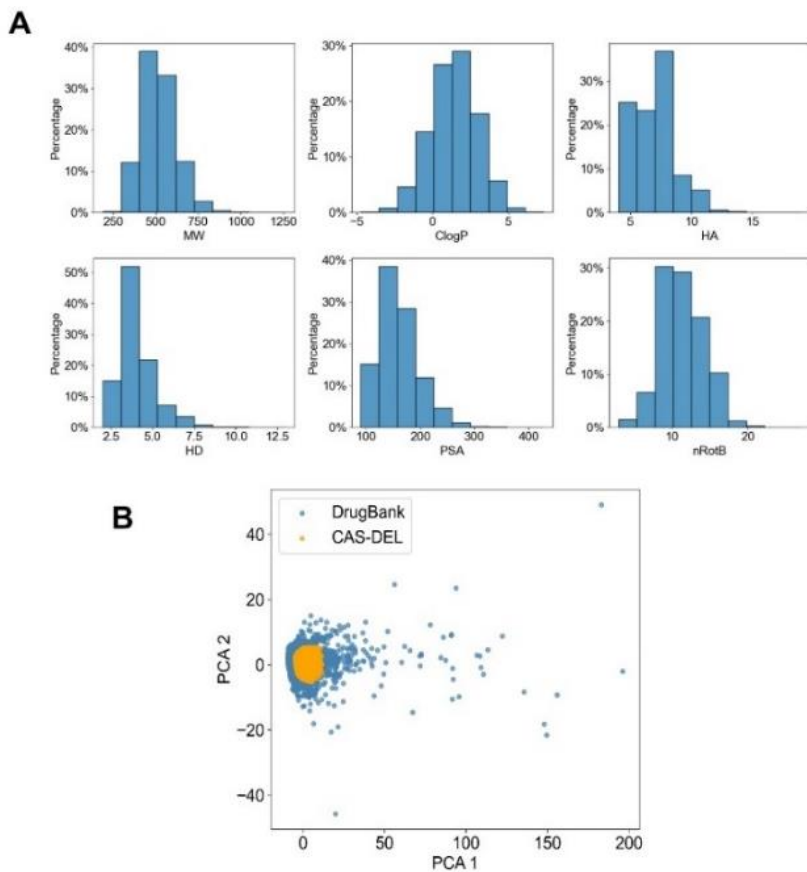 A
40%
30%
20%
10%
0%
Percentage
250 500 750 1000 1250
MW
30%
20%
10%
0%
Percentage
−5 0 5
ClogP
30%
20%
10%
0%
Percentage
5 10 15
HA
50%
40%
30%
20%
10%
0%
Percentage
2.5 5.0 7.5 10.0 12.5
HD
40%
30%
20%
10%
0%
Percentage
100 200 300 400
PSA
30%
20%
10%
0%
Percentage
10 20
nRotB
B
DrugBank
CAS-DEL
40
20
0
−20
−40
PCA 2
0 50 100 150 200
PCA 1